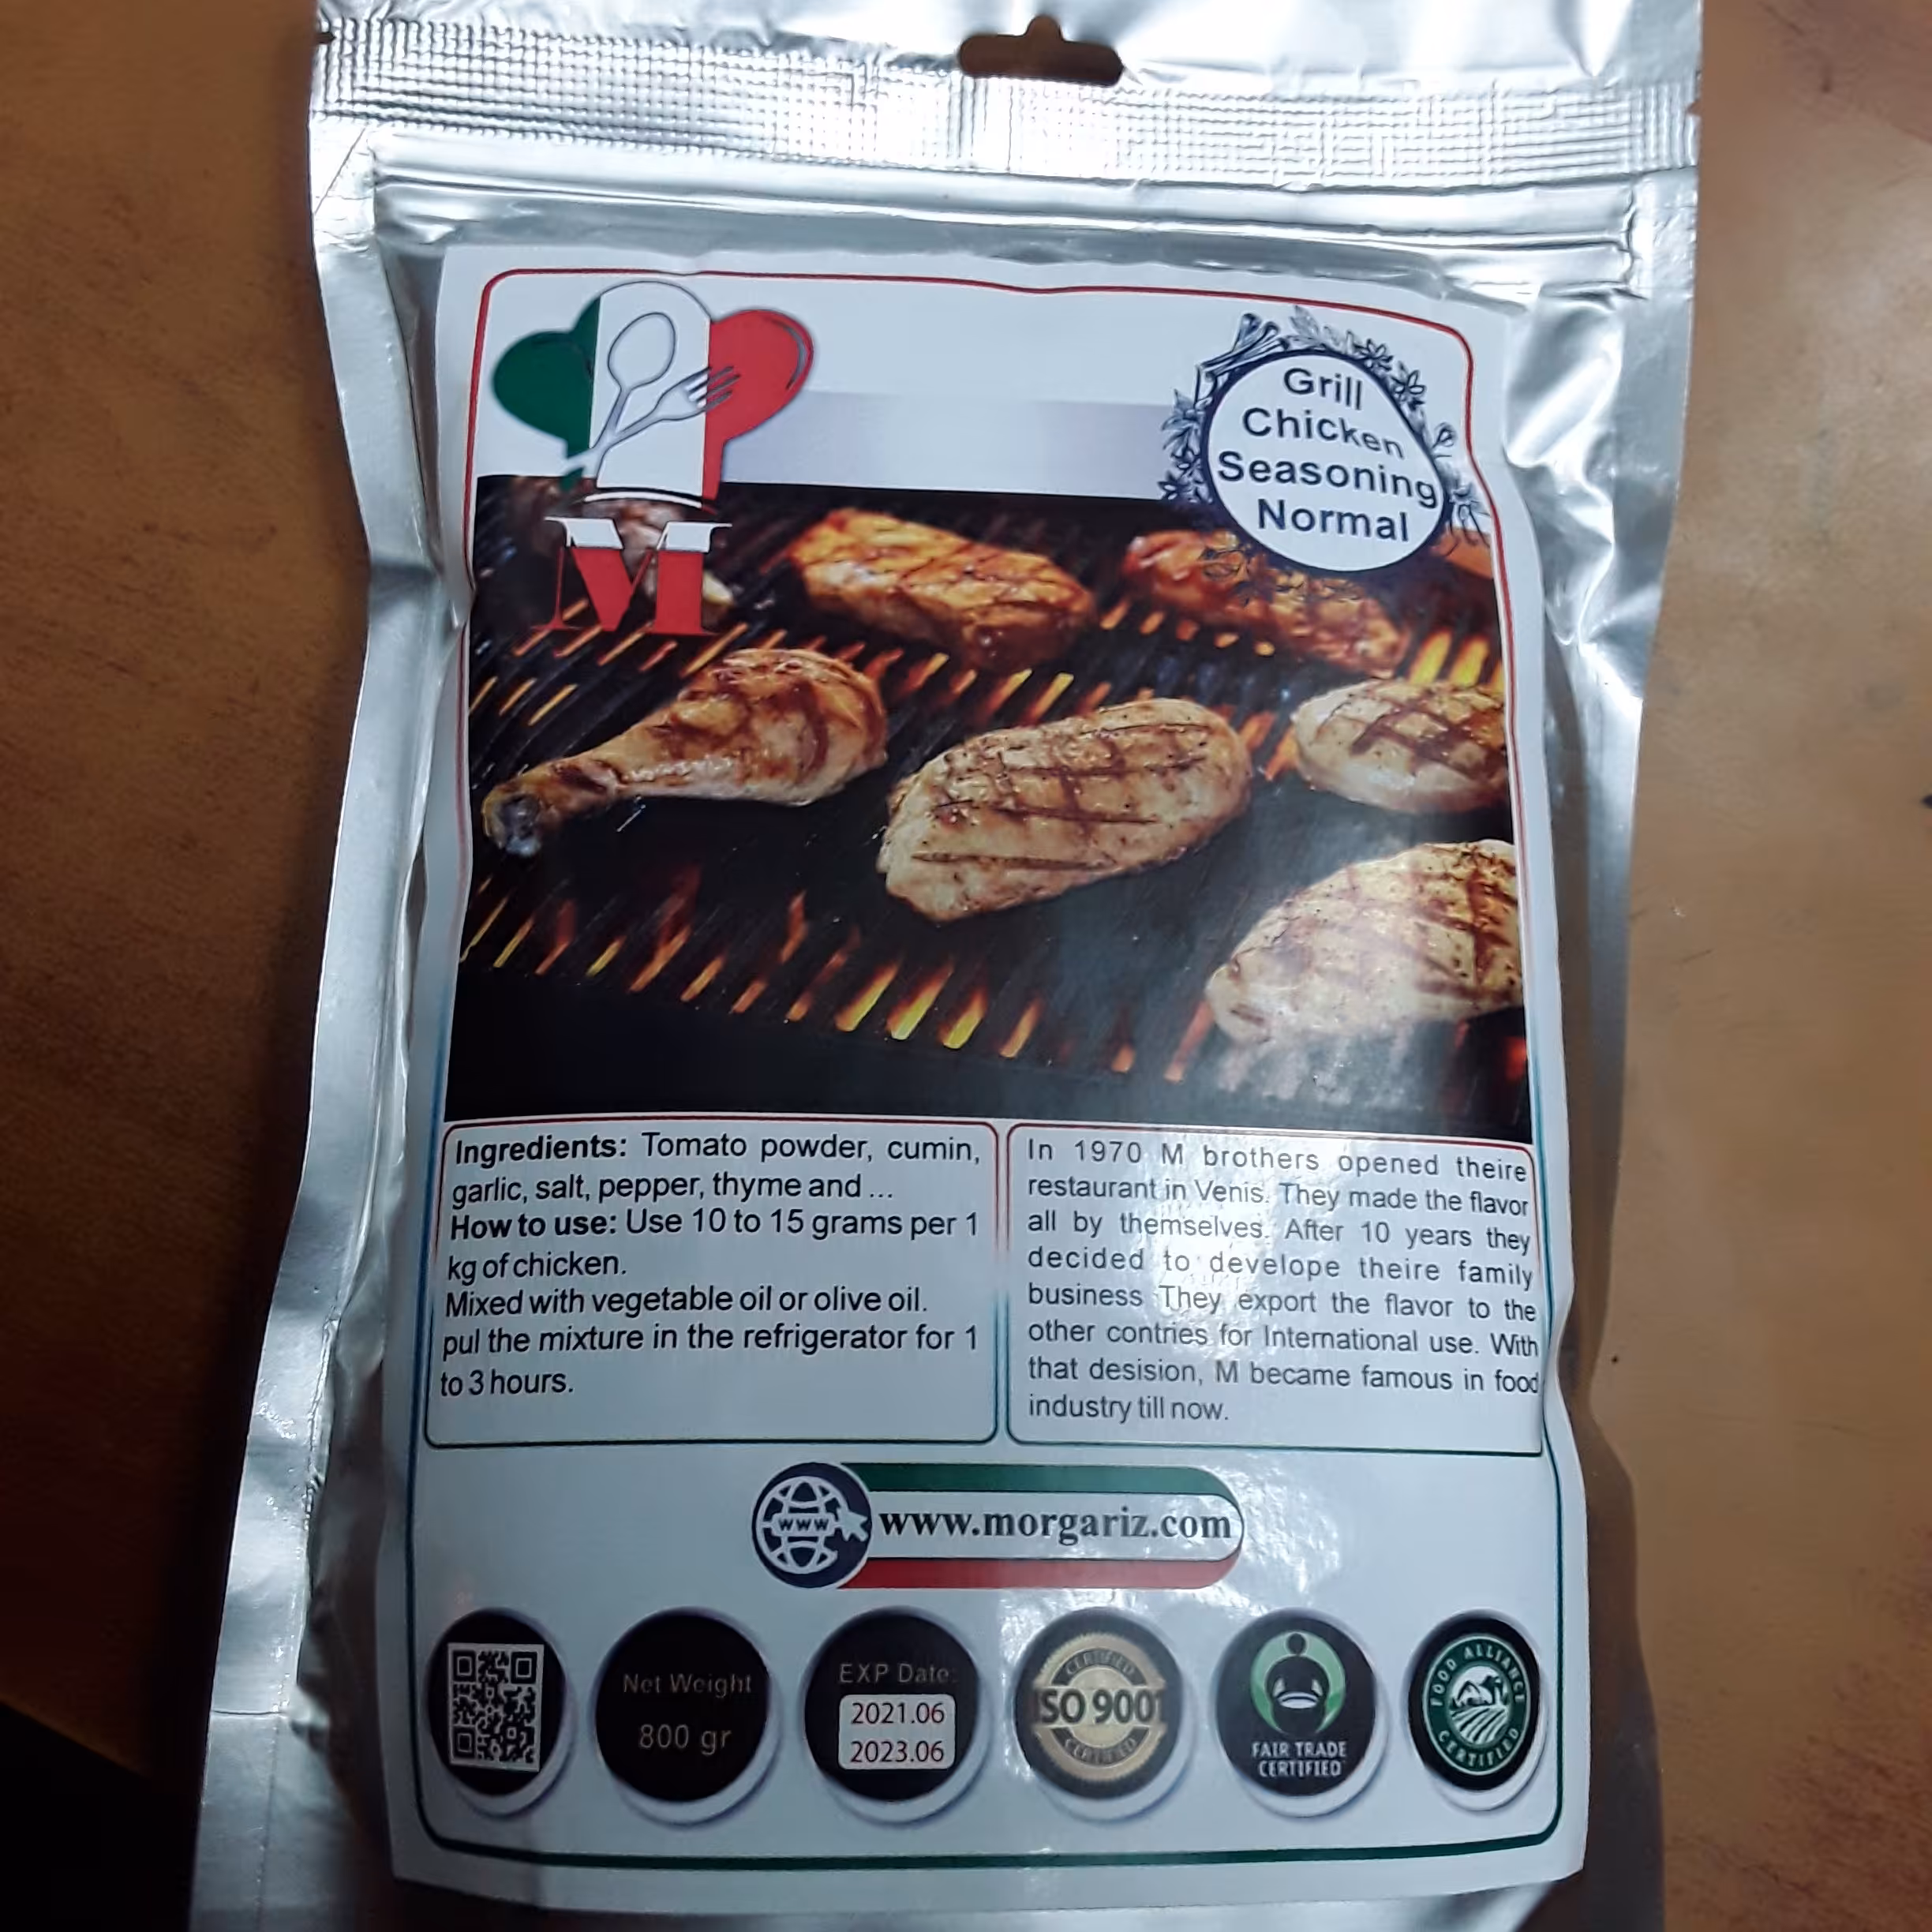 M
Grill
Chicken
Seasoning
Normal
Ingredients: Tomato powder, cumin,
garlic, salt, pepper, thyme and ...
How to use: Use 10 to 15 grams per 1
kg of chicken.
Mixed with vegetable oil or olive oil.
pul the mixture in the refrigerator for 1
to 3 hours.
In 1970 M brothers opened theire
restaurant in Venis. They made the flavor
all by themselves. After 10 years they
decided to develope theire family
business They export the flavor to the
other contries for International use. With
that desision, M became famous in food
industry till now.
www
www.morgariz.com
Net Weight
800 gr
EXP Date:
2021.06
2023.06
CERTIFIED
ISO 9001
CERTIFIED
FAIR TRADE
CERTIFIED
FOOD ALLIANCE
CERTIFIED